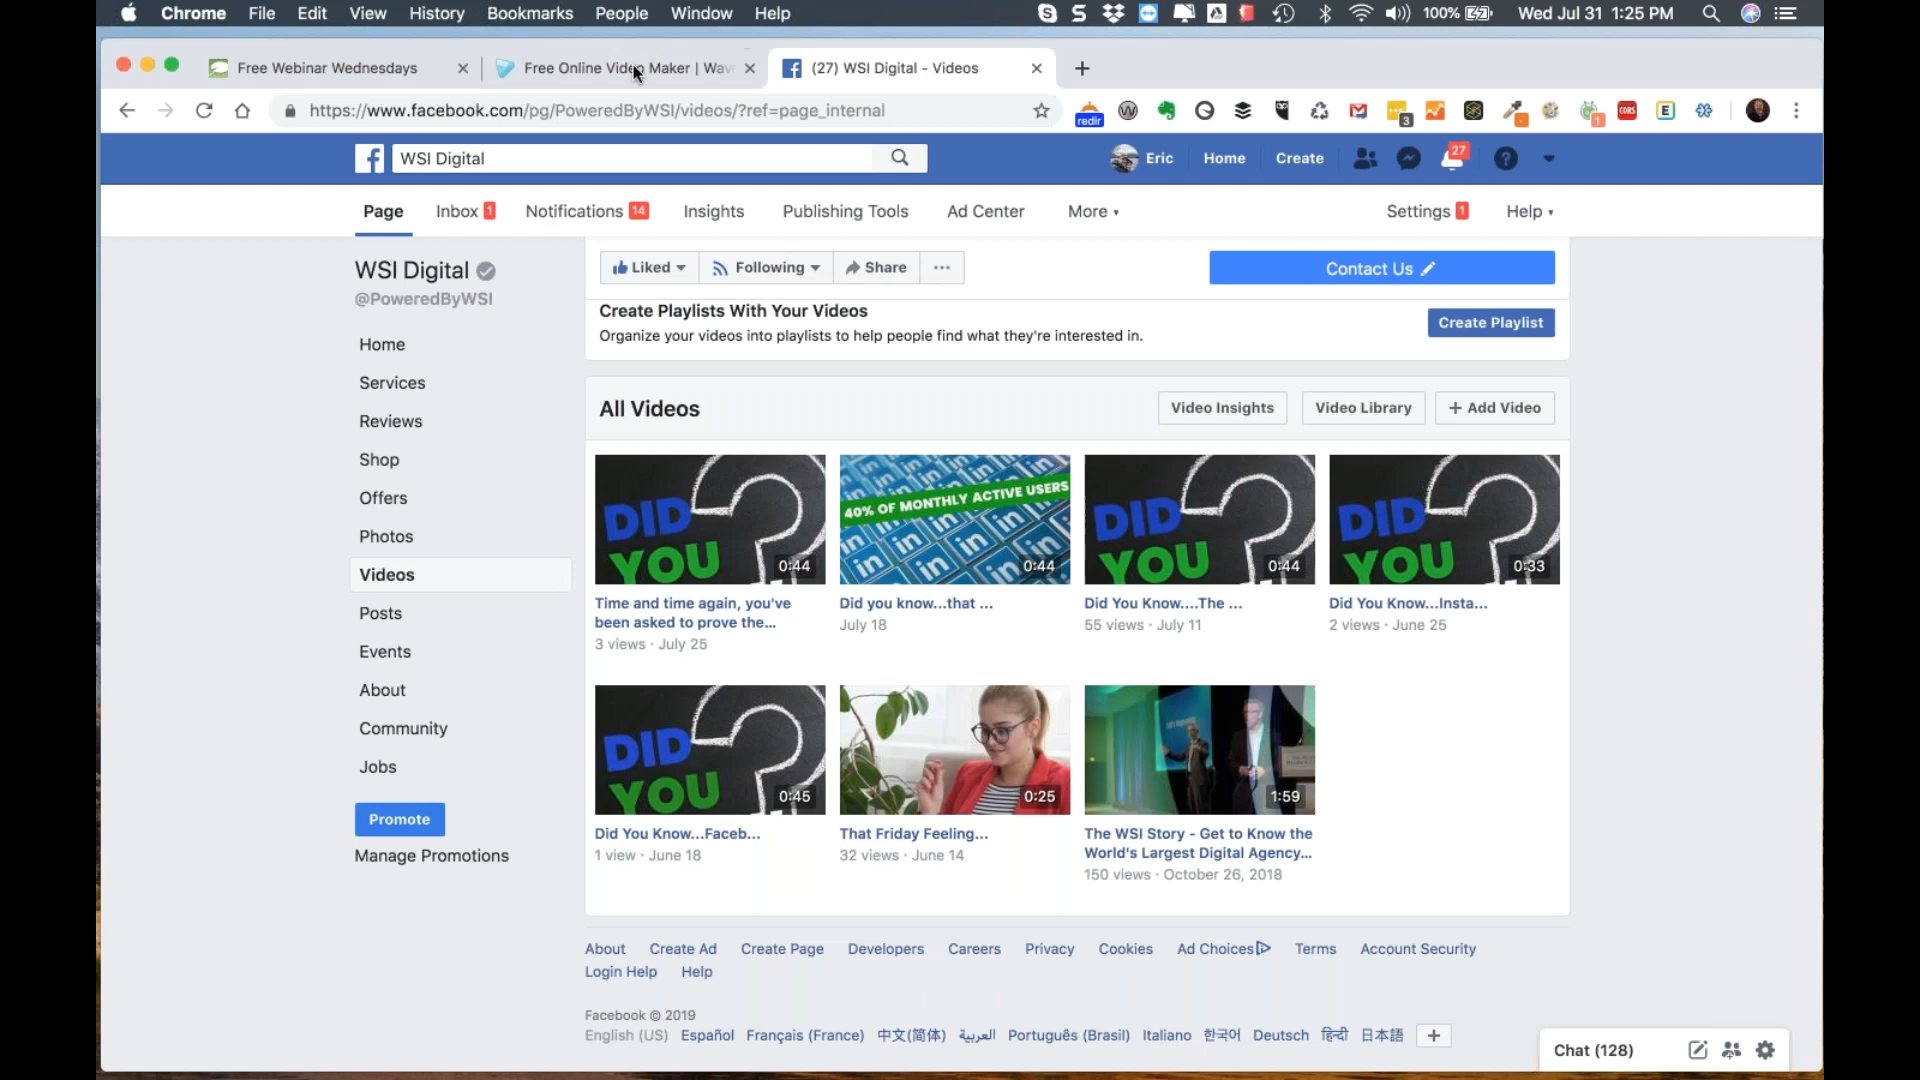 Chrome File Edit View History Bookmarks People Window Help 100% Wed Jul 31 1:25 PM
Free Webinar Wednesdays
Free Online Video Maker | Wav
(27) WSI Digital - Videos
https://www.facebook.com/pg/PoweredByWSI/videos/?ref=page_internal
redir
3
1
CORS
E
WSI Digital
Eric Home Create 27
Page Inbox 1 Notifications 14 Insights Publishing Tools Ad Center More Settings 1 Help
WSI Digital
@PoweredByWSI
Home
Services
Reviews
Shop
Offers
Photos
Videos
Posts
Events
About
Community
Jobs
Promote
Manage Promotions
Liked Following Share ...
Contact Us
Create Playlists With Your Videos
Organize your videos into playlists to help people find what they're interested in.
Create Playlist
All Videos
Video Insights Video Library + Add Video
DID
YOU
0:44
40% OF MONTHLY ACTIVE USERS
in
0:44
DID
YOU
0:44
DID
YOU
0:33
Time and time again, you've
been asked to prove the...
3 views · July 25
Did you know...that ...
July 18
Did You Know....The ...
55 views · July 11
Did You Know...Insta...
2 views · June 25
DID
YOU
0:45
0:25
1:59
Did You Know...Faceb...
1 view · June 18
That Friday Feeling...
32 views · June 14
The WSI Story - Get to Know the
World's Largest Digital Agency...
150 views · October 26, 2018
About Create Ad Create Page Developers Careers Privacy Cookies Ad Choices Terms Account Security
Login Help Help
Facebook © 2019
English (US) Español Français (France) 中文(简体) العربية Português (Brasil) Italiano 한국어 Deutsch हिन्दी 日本語 +
Chat (128)